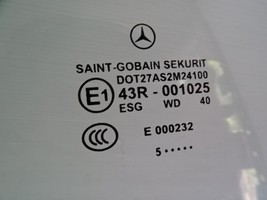 SAINT-GOBAIN SEKURIT
DOT27AS2M24100
E1 43R - 001025
ESG WD 40
CCC E 000232
5 •••••